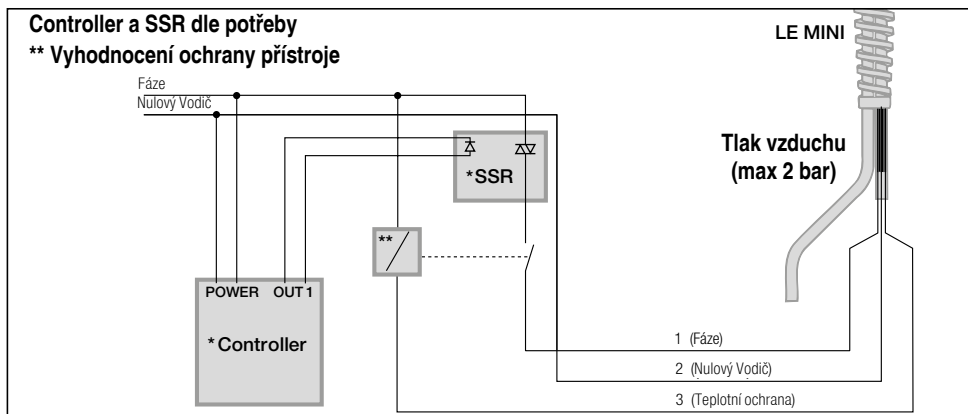 Controller a SSR dle potřeby
** Vyhodnocení ochrany přístroje
LE MINI
Fáze
Nulový Vodič
Tlak vzduchu
(max 2 bar)
*SSR
**
POWER OUT 1
*Controller
1 (Fáze)
2 (Nulový Vodič)
3 (Teplotní ochrana)